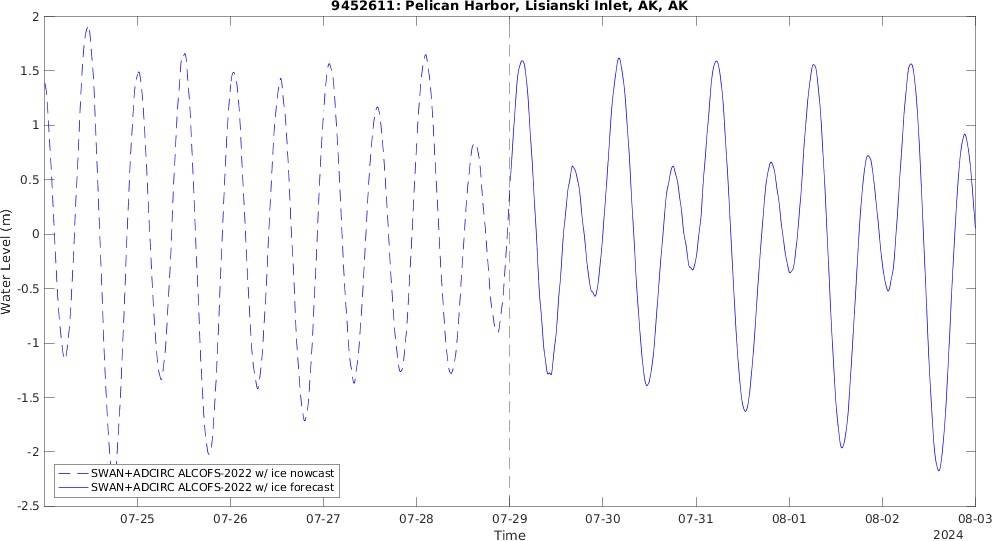 9452611: Pelican Harbor, Lisianski Inlet, AK, AK
Water Level (m)
2
1.5
1
0.5
0
-0.5
-1
-1.5
-2
-2.5
SWAN+ADCIRC ALCOFS-2022 w/ ice nowcast
SWAN+ADCIRC ALCOFS-2022 w/ ice forecast
07-25 07-26 07-27 07-28 07-29 07-30 07-31 08-01 08-02 08-03
Time
2024